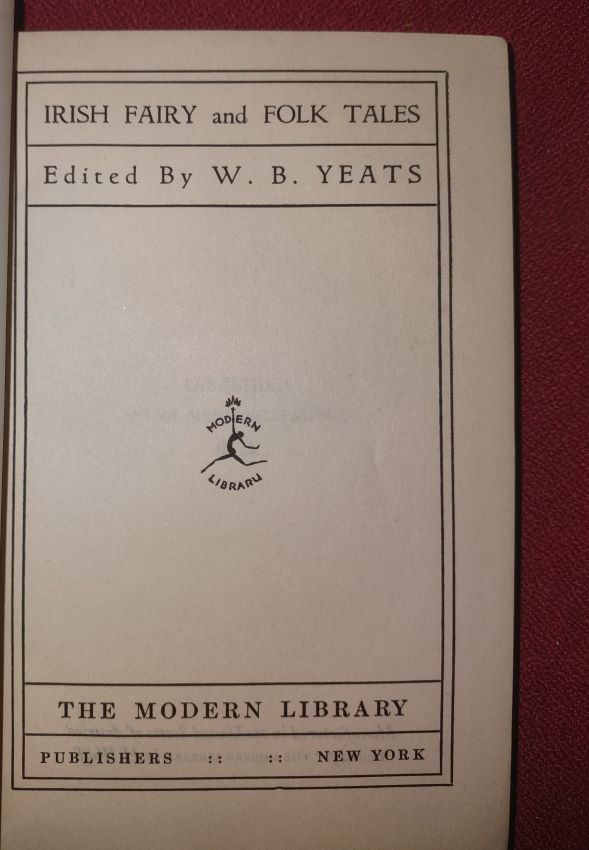 IRISH FAIRY and FOLK TALES
Edited By W. B. YEATS
MODERN
LIBRARY
THE MODERN LIBRARY
PUBLISHERS :: :: NEW YORK